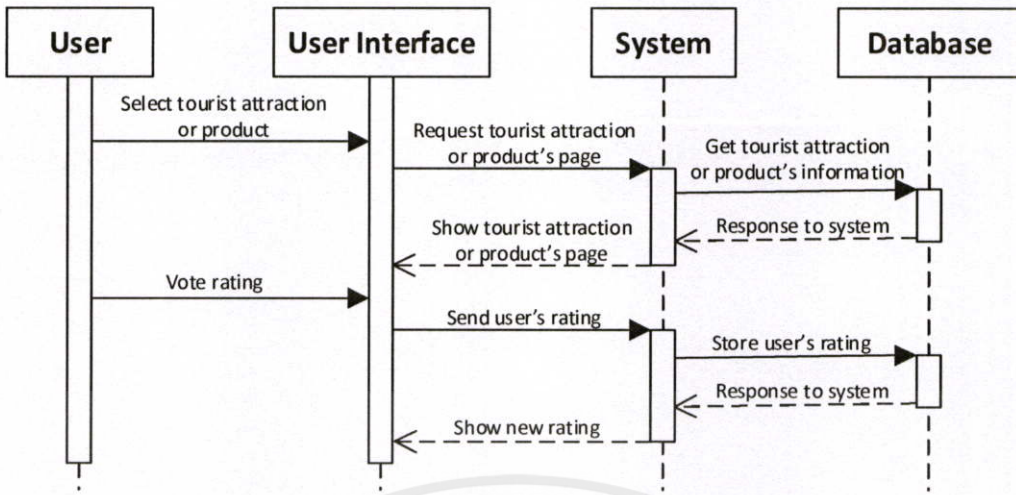 User
User Interface
System
Database
Select tourist attraction
or product
Request tourist attraction
or product's page
Get tourist attraction
or product's information
Response to system
Show tourist attraction
or product's page
Vote rating
Send user's rating
Store user's rating
Response to system
Show new rating